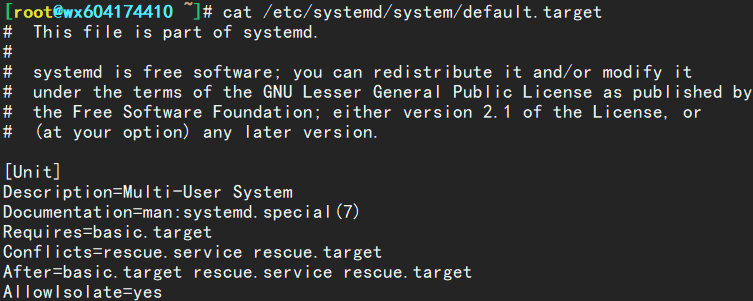 [root@wx604174410 ~]# cat /etc/systemd/system/default.target
#  This file is part of systemd.
#
#  systemd is free software; you can redistribute it and/or modify it
#  under the terms of the GNU Lesser General Public License as published by
#  the Free Software Foundation; either version 2.1 of the License, or
#  (at your option) any later version.

[Unit]
Description=Multi-User System
Documentation=man:systemd.special(7)
Requires=basic.target
Conflicts=rescue.service rescue.target
After=basic.target rescue.service rescue.target
AllowIsolate=yes